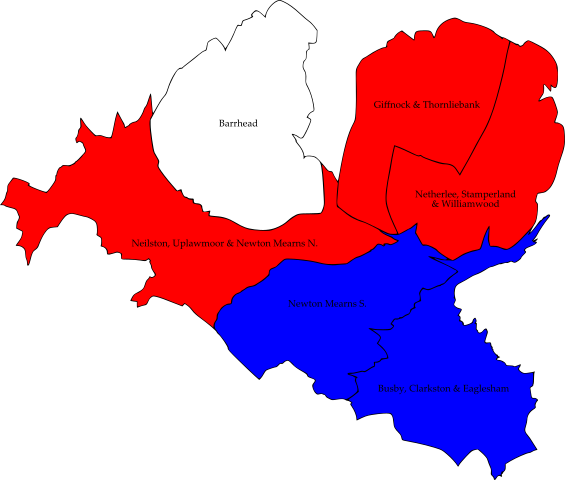 Giffnock & Thornliebank
Barrhead
Netherlee, Stamperland
& Williamwood
Neilston, Uplawmoor & Newton Mearns N.
Newton Mearns S.
Busby, Clarkston & Eaglesham